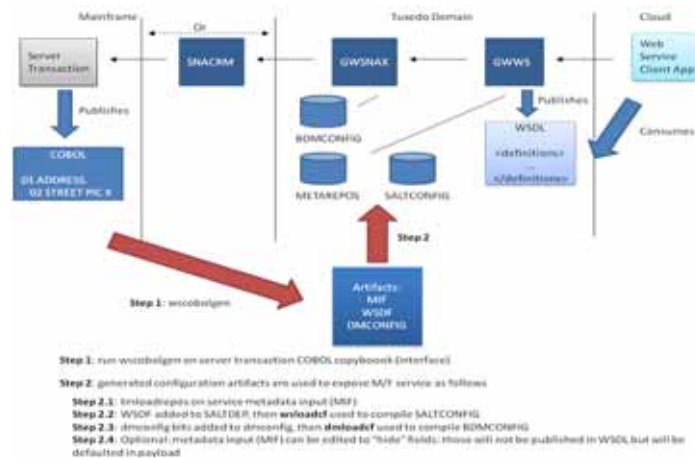 Mainframe
Or
Tuxedo Domain
Cloud
Server
Transaction
SNACRM
GWSNAX
GWWS
Web
Service
Client App
Publishes
Publishes
Consumes
BDMCONFIG
WSDL
<definitions>
...
</definitions>
COBOL
01 ADDRESS
02 STREET PIC X
METAREPOS
SALTCONFIG
Step 2
Step 1: wscobolgen
Artifacts:
MIF
WSDF
DMCONFIG
Step 1: run wscobolgen on server transaction COBOL copybook (interface)
Step 2: generated configuration artifacts are used to expose M/F service as follows
Step 2.1: tmloadrepos on service metadata input (MIF)
Step 2.2: WSDF added to SALTDEP, then wsloadcf used to compile SALTCONFIG
Step 2.3: dmconfig bits added to dmconfig, then dmloadcf used to compile BDMCONFIG
Step 2.4: Optional: metadata input (MIF) can be edited to "hide" fields: those will not be published in WSDL but will be
defaulted in payload